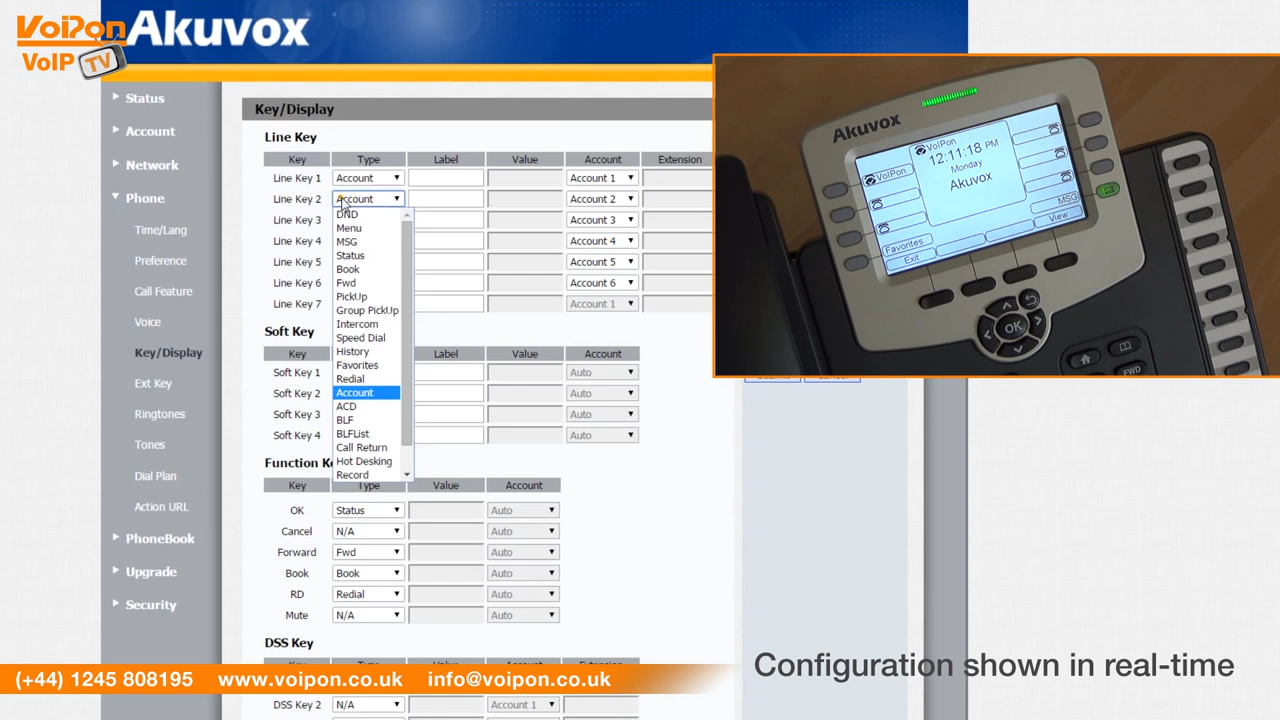 VoiPon
VoIP TV
Akuvox
Status
Account
Network
Phone
Time/Lang
Preference
Call Feature
Voice
Key/Display
Ext Key
Ringtones
Tones
Dial Plan
Action URL
PhoneBook
Upgrade
Security
Key/Display
Line Key
Key Type Label Value Account Extension
Line Key 1 Account Account 1
Line Key 2 Account Account 2
Line Key 3 Account 3
Line Key 4 Account 4
Line Key 5 Account 5
Line Key 6 Account 6
Line Key 7 Account 1
DND
Menu
MSG
Status
Book
Fwd
PickUp
Group PickUp
Intercom
Speed Dial
History
Favorites
Redial
Account
ACD
BLF
BLFList
Call Return
Hot Desking
Record
Soft Key
Key Label Value Account
Soft Key 1 Auto
Soft Key 2 Auto
Soft Key 3 Auto
Soft Key 4 Auto
Function K
Key Type Value Account
OK Status Auto
Cancel N/A Auto
Forward Fwd Auto
Book Book Auto
RD Redial Auto
Mute N/A Auto
DSS Key
DSS Key 2 N/A Account 1
Akuvox
VoIPon
VoIPon
12:11:18 PM
Monday
Akuvox
MSG
Favorites
View
Exit
OK
FWD
(+44) 1245 808195 www.voipon.co.uk info@voipon.co.uk
Configuration shown in real-time